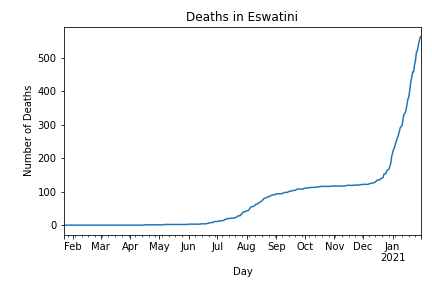 Deaths in Eswatini
Number of Deaths
500
400
300
200
100
0
Feb Mar Apr May Jun Jul Aug Sep Oct Nov Dec Jan
2021
Day